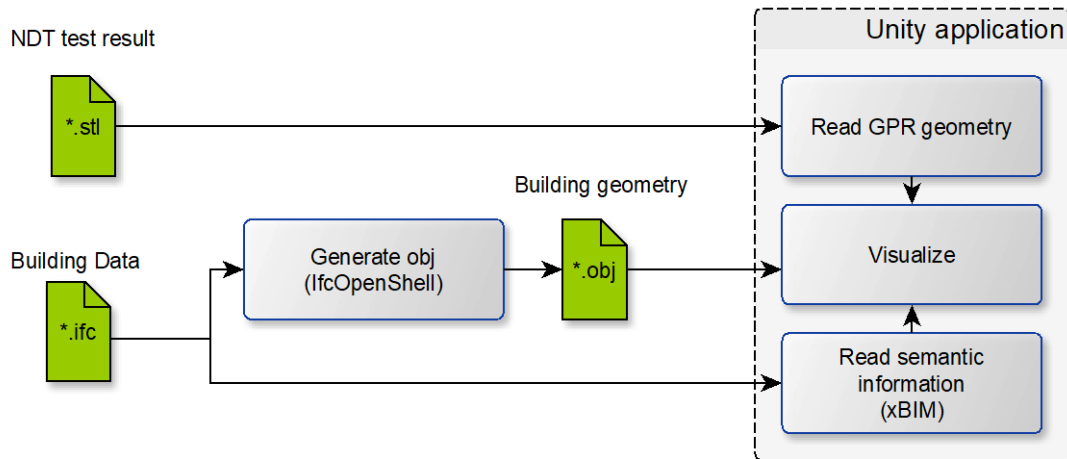 NDT test result
Unity application
*.stl
Read GPR geometry
Building geometry
Building Data
Generate obj
(IfcOpenShell)
*.obj
Visualize
*.ifc
Read semantic
information
(xBIM)